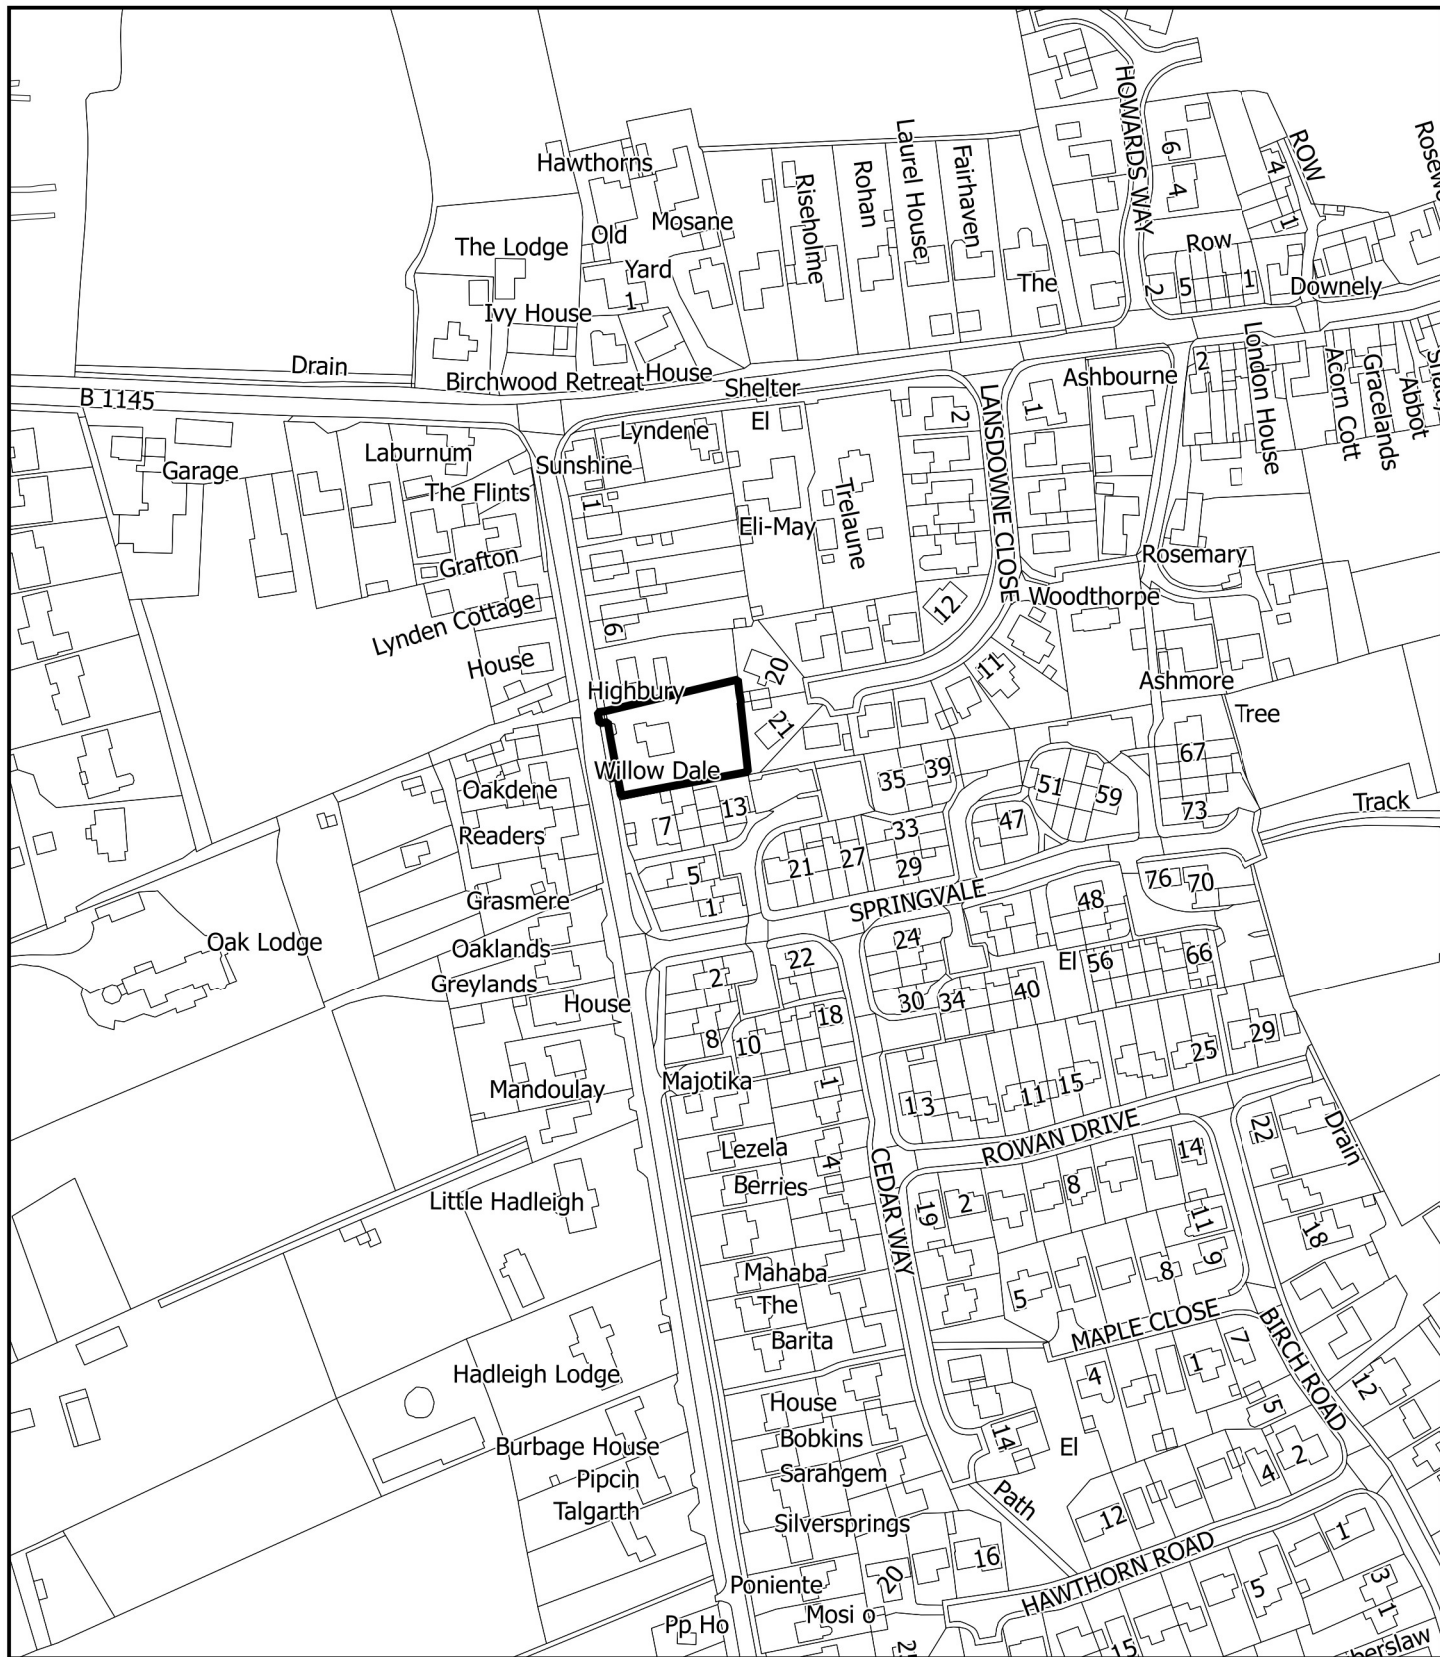 HOWARDS WAY
ROW
6
4
4
1
Hawthorns
Laurel House
Fairhaven
Rohan
Riseholme
Mosane
Old
Yard
1
The Lodge
Ivy House
Row
The
2
5
1
Downely
Drain
Birchwood Retreat
House
Shelter
B 1145
El
2
LANSDOWNE CLOSE
1
Ashbourne
2
London House
Acorn Cott
Gracelands
Abbot
Lyndene
Laburnum
Sunshine
Garage
The Flints
1
Eli-May
Trelaune
Grafton
Rosemary
Lynden Cottage
12
Woodthorpe
6
House
20
11
Highbury
Ashmore
Tree
21
Willow Dale
67
35
39
51
59
Oakdene
13
73
Track
7
47
Readers
33
21
27
29
5
76
70
1
SPRINGVALE
48
Grasmere
Oak Lodge
Oaklands
24
22
El
56
66
Greylands
2
House
30
34
40
18
8
10
29
25
Majotika
1
Mandoulay
13
11
15
22
Drain
ROWAN DRIVE
Lezela
4
14
CEDAR WAY
Berries
8
Little Hadleigh
19
2
11
18
9
Mahaba
8
The
5
Barita
MAPLE CLOSE
BIRCH ROAD
7
Hadleigh Lodge
4
1
12
House
5
Burbage House
Bobkins
14
El
2
Pipcin
Sarahgem
4
Talgarth
Path
Silversprings
12
1
16
HAWTHORN ROAD
Poniente
20
5
3
Mosi o
1
Pp Ho
15